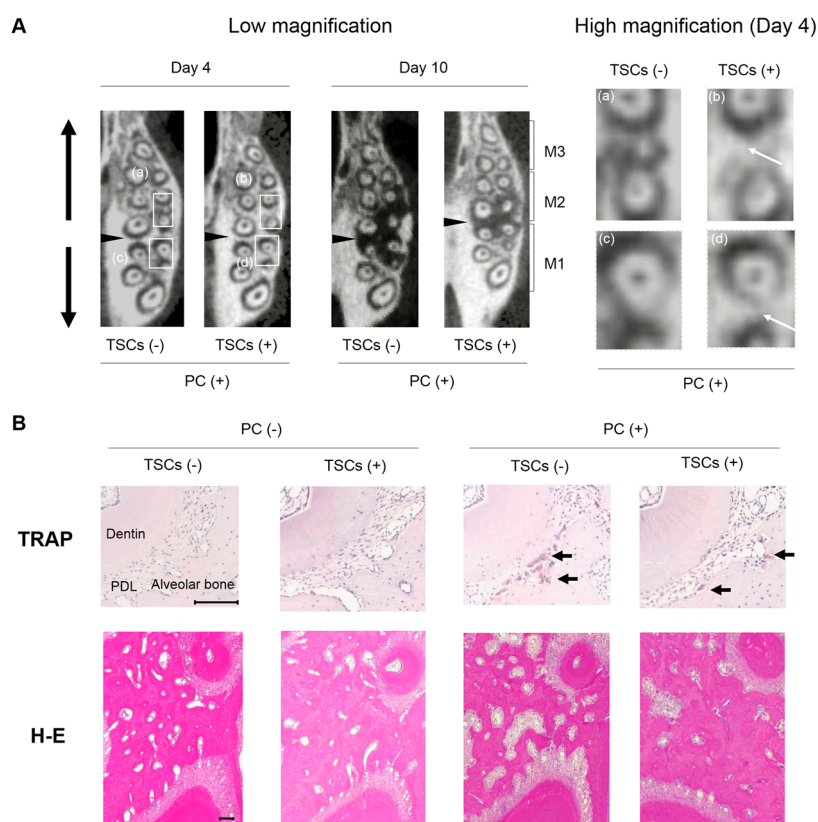 A
Low magnification
High magnification (Day 4)
Day 4
Day 10
TSCs (-)
TSCs (+)
(a)
(b)
(c)
(d)
M3
M2
M1
(a)
(b)
(c)
(d)
TSCs (-)
TSCs (+)
TSCs (-)
TSCs (+)
PC (+)
PC (+)
PC (+)
B
PC (-)
PC (+)
TSCs (-)
TSCs (+)
TSCs (-)
TSCs (+)
TRAP
Dentin
PDL
Alveolar bone
H-E